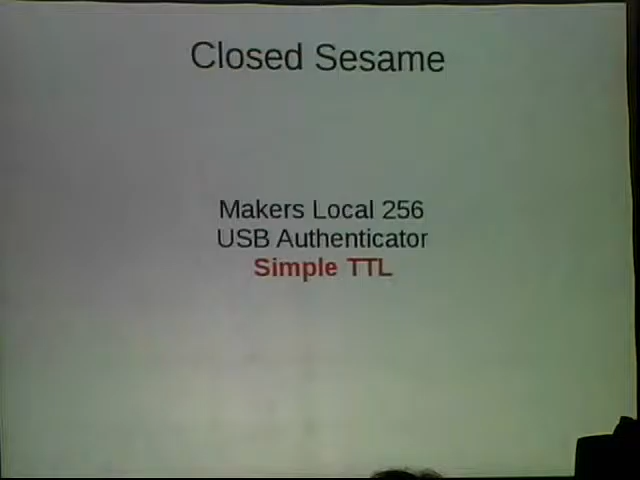 Closed Sesame
Makers Local 256
USB Authenticator
Simple TTL